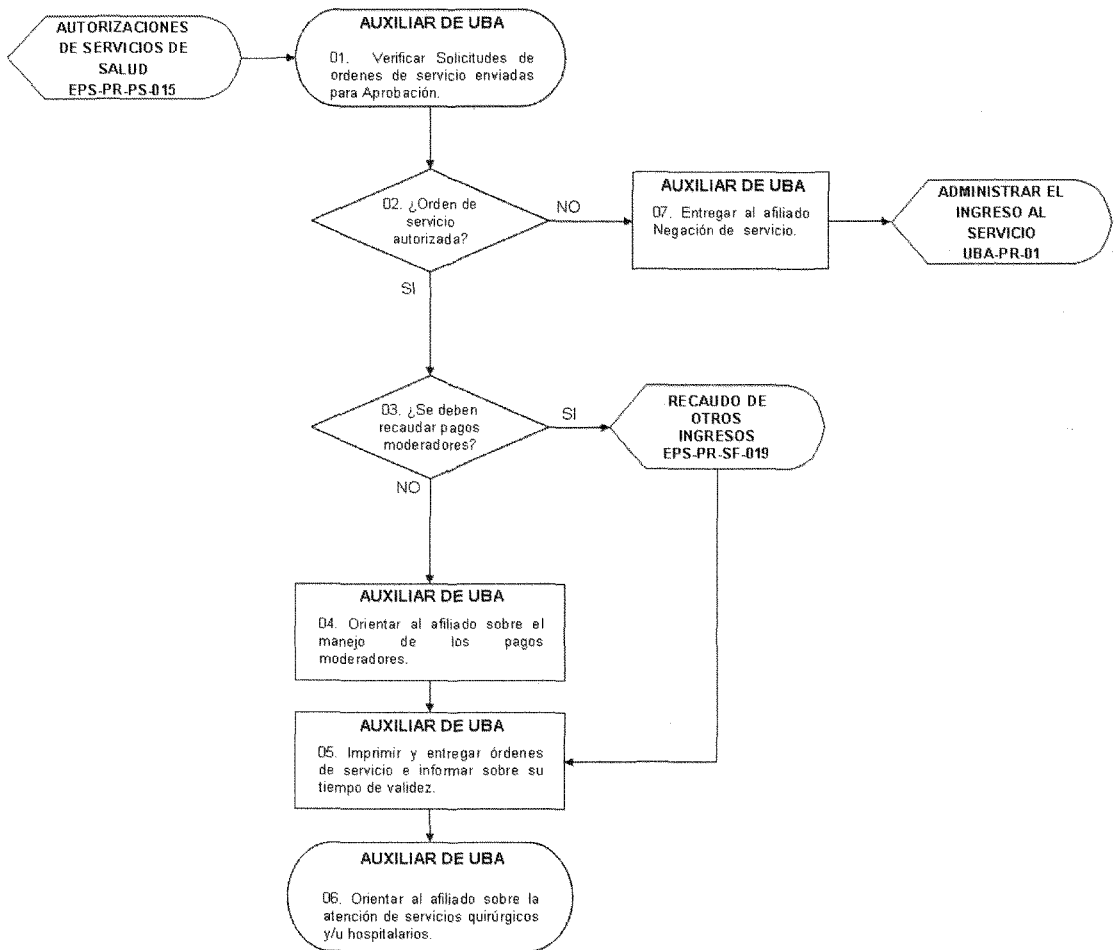 AUTORIZACIONES
DE SERVICIOS DE
SALUD
EPS-PR-PS-015
AUXILIAR DE UBA
01. Verificar Solicitudes de
ordenes de servicio enviadas
para Aprobación.
02. ¿Orden de
servicio
autorizada?
NO
AUXILIAR DE UBA
07. Entregar al afiliado
Negación de servicio.
ADMINISTRAR EL
INGRESO AL
SERVICIO
UBA-PR-01
SI
03. ¿Se deben
recaudar pagos
moderadores?
SI
RECAUDO DE
OTROS
INGRESOS
EPS-PR-SF-019
NO
AUXILIAR DE UBA
04. Orientar al afiliado sobre el
manejo de los pagos
moderadores.
AUXILIAR DE UBA
05. Imprimir y entregar órdenes
de servicio e informar sobre su
tiempo de validez.
AUXILIAR DE UBA
06. Orientar al afiliado sobre la
atención de servicios quirúrgicos
y/u hospitalarios.